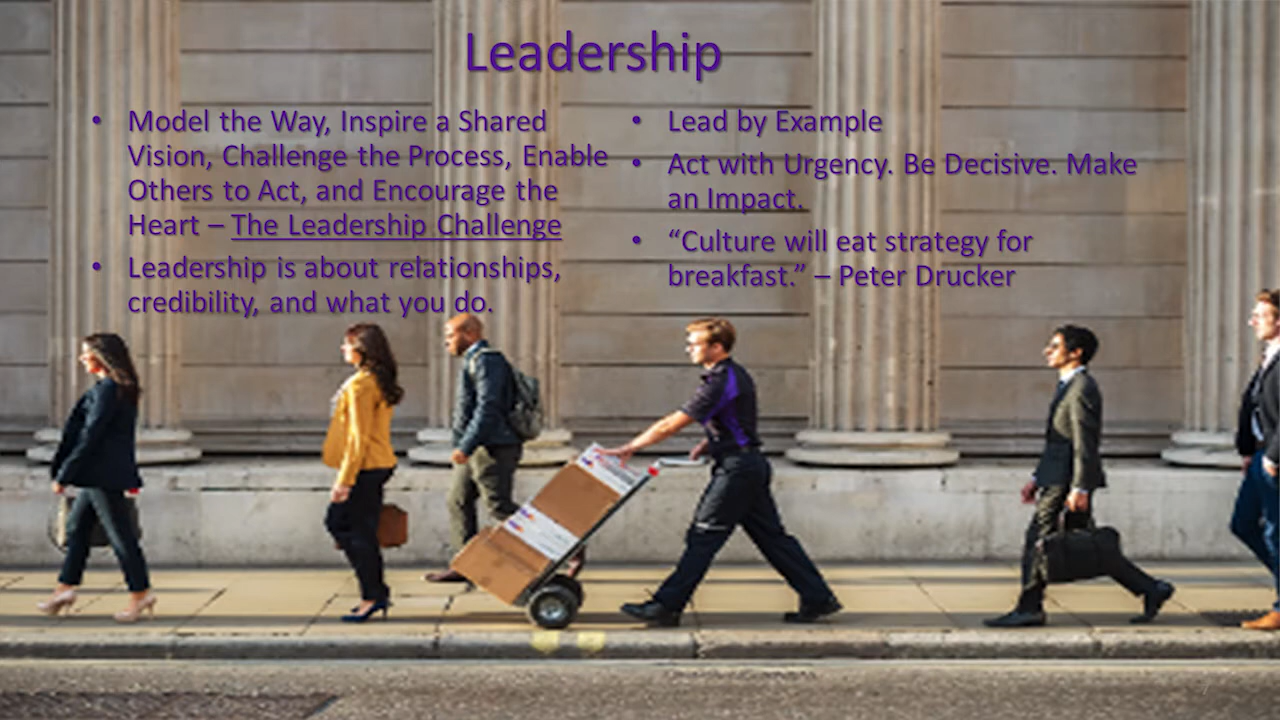 Leadership
• Model the Way, Inspire a Shared
Vision, Challenge the Process, Enable
Others to Act, and Encourage the
Heart – The Leadership Challenge
• Leadership is about relationships,
credibility, and what you do.
• Lead by Example
• Act with Urgency. Be Decisive. Make
an Impact.
• “Culture will eat strategy for
breakfast.” – Peter Drucker
7